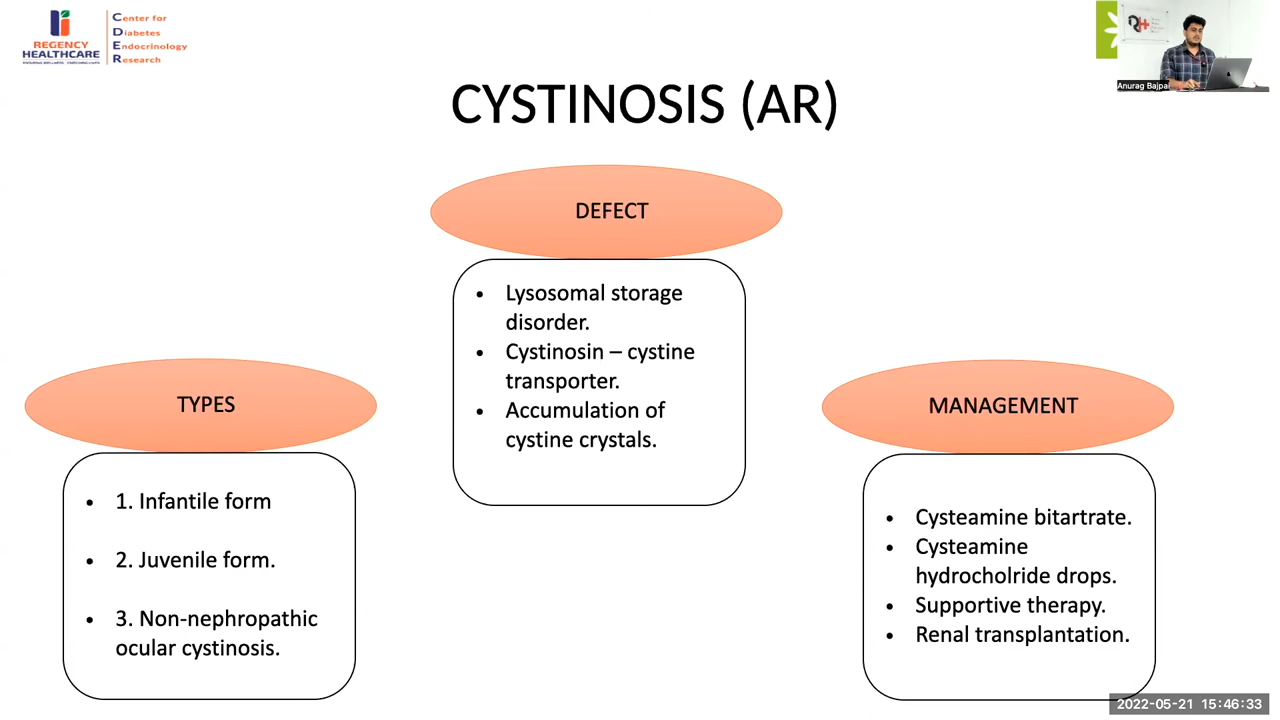 REGENCY
HEALTHCARE
Center for
Diabetes
Endocrinology
Research
Anurag Bajpai
CYSTINOSIS (AR)
DEFECT
• Lysosomal storage
disorder.
• Cystinosin – cystine
transporter.
• Accumulation of
cystine crystals.
TYPES
• 1. Infantile form
• 2. Juvenile form.
• 3. Non-nephropathic
ocular cystinosis.
MANAGEMENT
• Cysteamine bitartrate.
• Cysteamine
hydrocholride drops.
• Supportive therapy.
• Renal transplantation.
2022-05-21 15:46:33